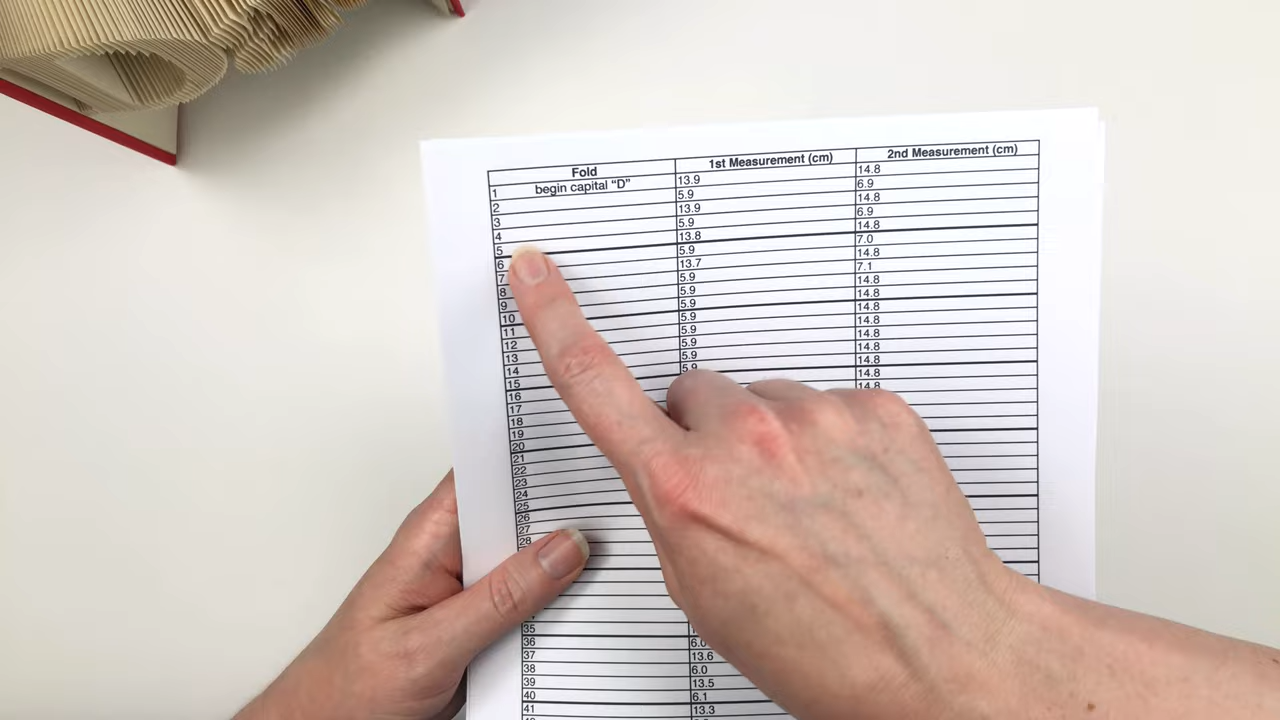 Fold 1st Measurement (cm) 2nd Measurement (cm)
1 begin capital “D” 13.9 14.8
2 5.9 6.9
3 13.9 14.8
4 5.9 6.9
5 13.8 14.8
6 5.9 7.0
7 13.7 14.8
8 5.9 7.1
9 5.9 14.8
10 5.9 14.8
11 5.9 14.8
12 5.9 14.8
13 5.9 14.8
14 5.9 14.8
15 5.9 14.8
16 14.8
17 14.8
18
19
20
21
22
23
24
25
26
27
28
35
36 6.0
37 13.6
38 6.0
39 13.5
40 6.1
41 13.3